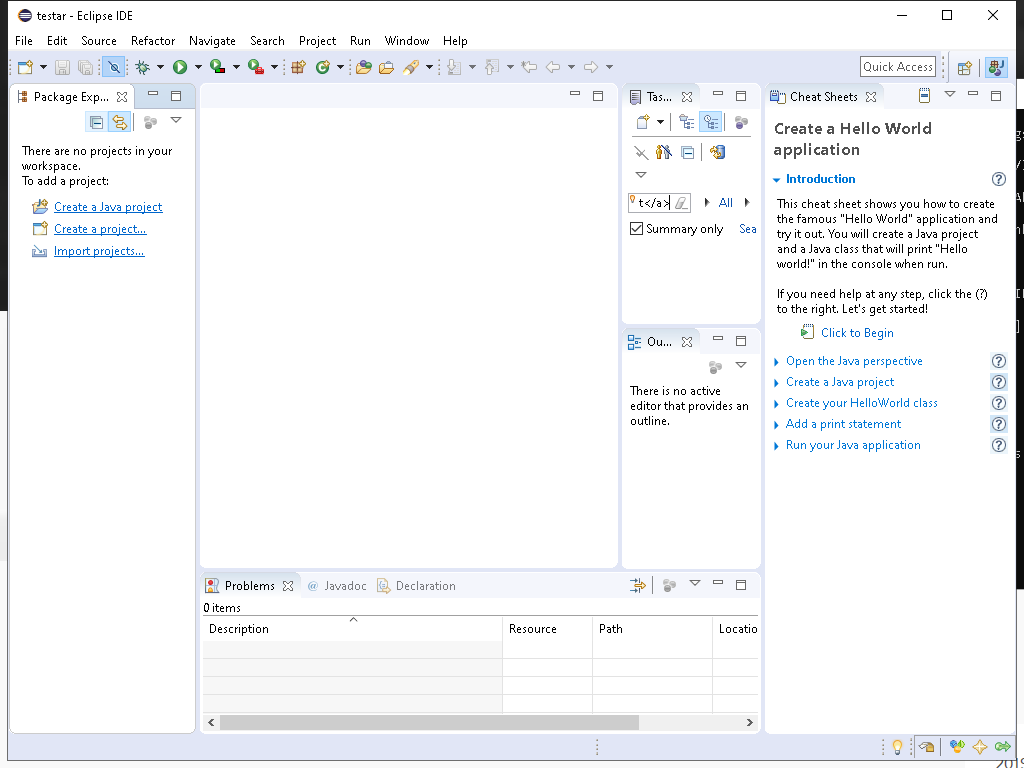 testar - Eclipse IDE
File Edit Source Refactor Navigate Search Project Run Window Help
Quick Access
Package Exp...
There are no projects in your
workspace.
To add a project:
Create a Java project
Create a project...
Import projects...
Tas...
t</a>
All
Summary only
Sea
Ou...
There is no active
editor that provides an
outline.
Cheat Sheets
Create a Hello World
application
Introduction
This cheat sheet shows you how to create
the famous "Hello World" application and
try it out. You will create a Java project
and a Java class that will print "Hello
world!" in the console when run.
If you need help at any step, click the (?)
to the right. Let's get started!
Click to Begin
Open the Java perspective
Create a Java project
Create your HelloWorld class
Add a print statement
Run your Java application
Problems @ Javadoc Declaration
0 items
Description Resource Path Locatio